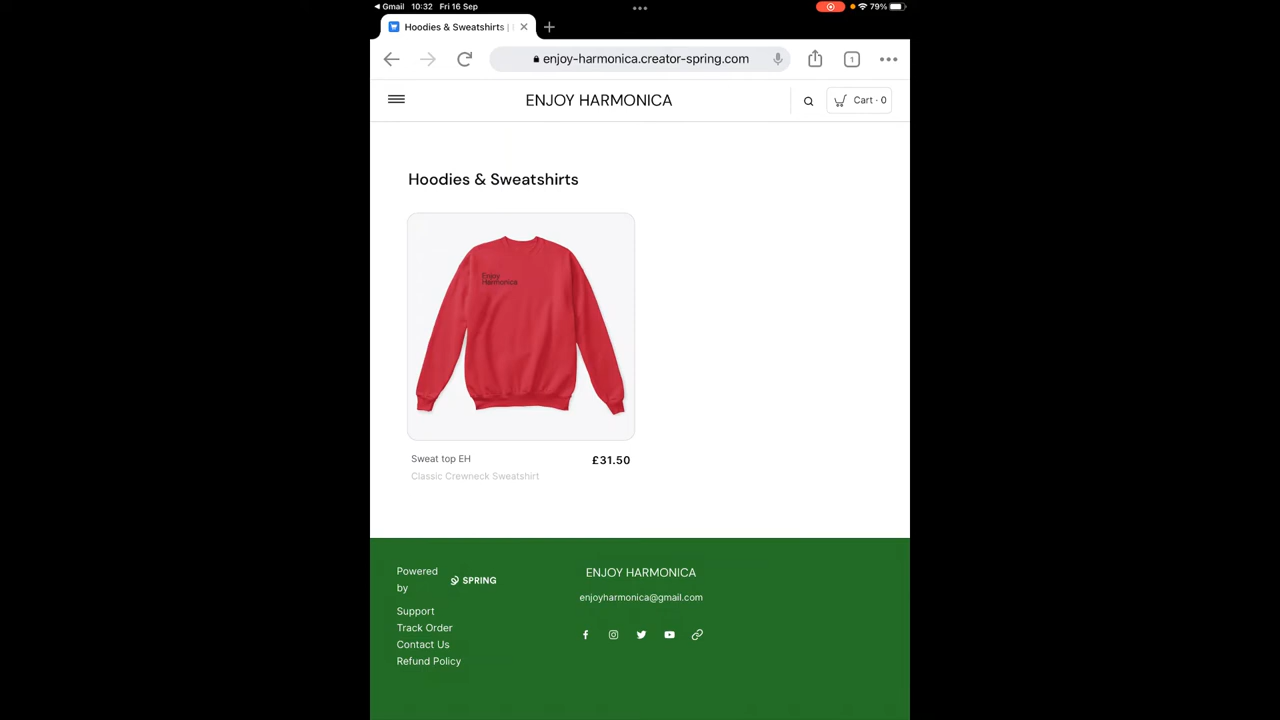 Gmail 10:32 Fri 16 Sep 79%
Hoodies & Sweatshirts |
enjoy-harmonica.creator-spring.com 1
ENJOY HARMONICA Cart · 0
Hoodies & Sweatshirts
Enjoy
Harmonica
Sweat top EH £31.50
Classic Crewneck Sweatshirt
Powered
by SPRING
Support
Track Order
Contact Us
Refund Policy
ENJOY HARMONICA
enjoyharmonica@gmail.com